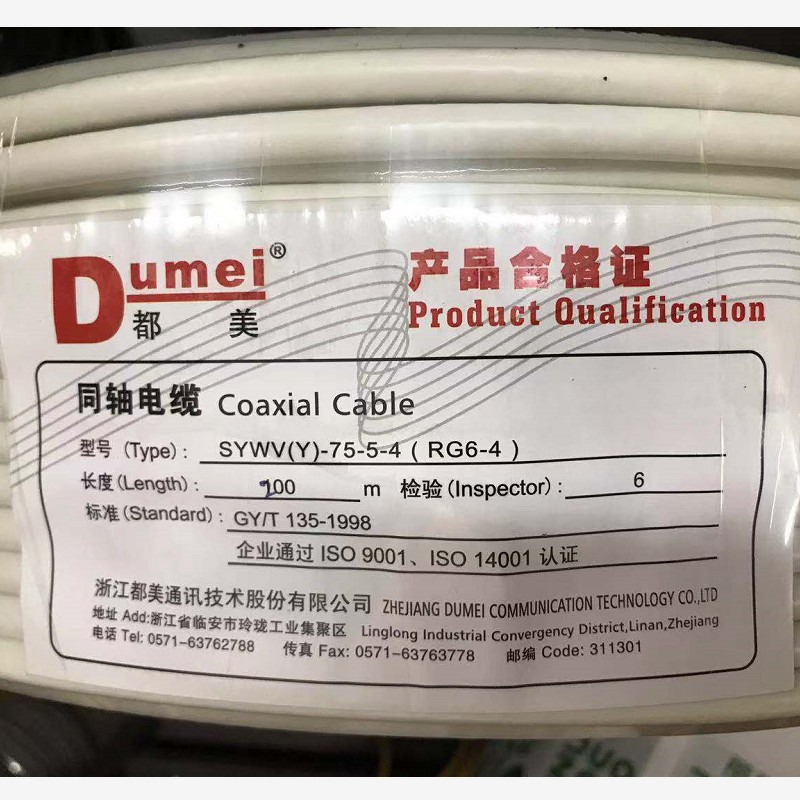 Dumei®
都 美
产品合格证
Product Qualification
同轴电缆 Coaxial Cable
型号 (Type): SYWV(Y)-75-5-4 ( RG6-4 )
长度 (Length): 200 m 检验 (Inspector): 6
标准 (Standard): GY/T 135-1998
企业通过 ISO 9001、ISO 14001 认证
浙江都美通讯技术股份有限公司 ZHEJIANG DUMEI COMMUNICATION TECHNOLOGY CO.,LTD
地址 Add:浙江省临安市玲珑工业集聚区 Linglong Industrial Convergency District,Linan,Zhejiang
电话 Tel: 0571-63762788 传真 Fax: 0571-63763778 邮编 Code: 311301